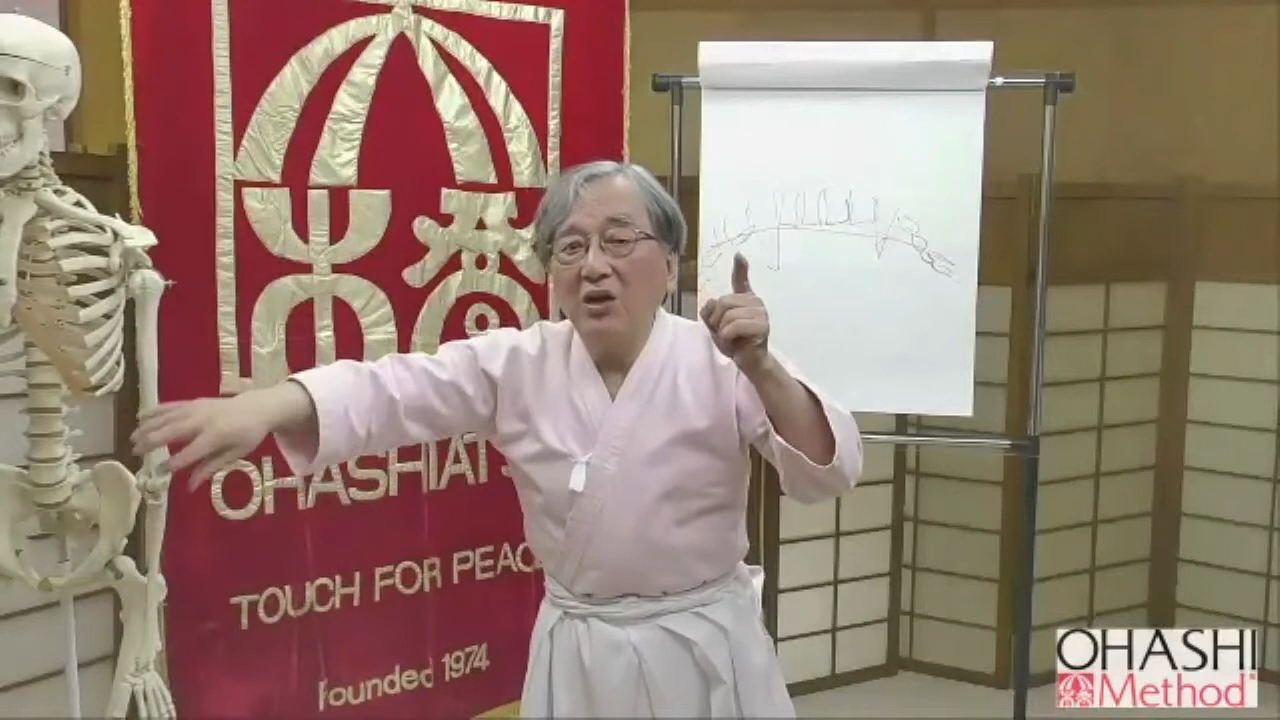 OHASHIAT
TOUCH FOR PEAC
Founded 1974
OHASHI
Method®